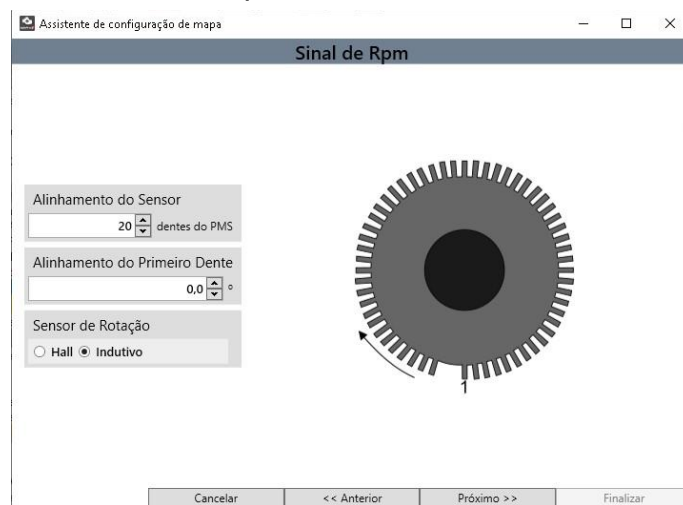 Assistente de configuração de mapa
Sinal de Rpm
Alinhamento do Sensor
20 dentes do PMS
Alinhamento do Primeiro Dente
0,0 °
Sensor de Rotação
Hall Indutivo
1
Cancelar << Anterior Próximo >> Finalizar